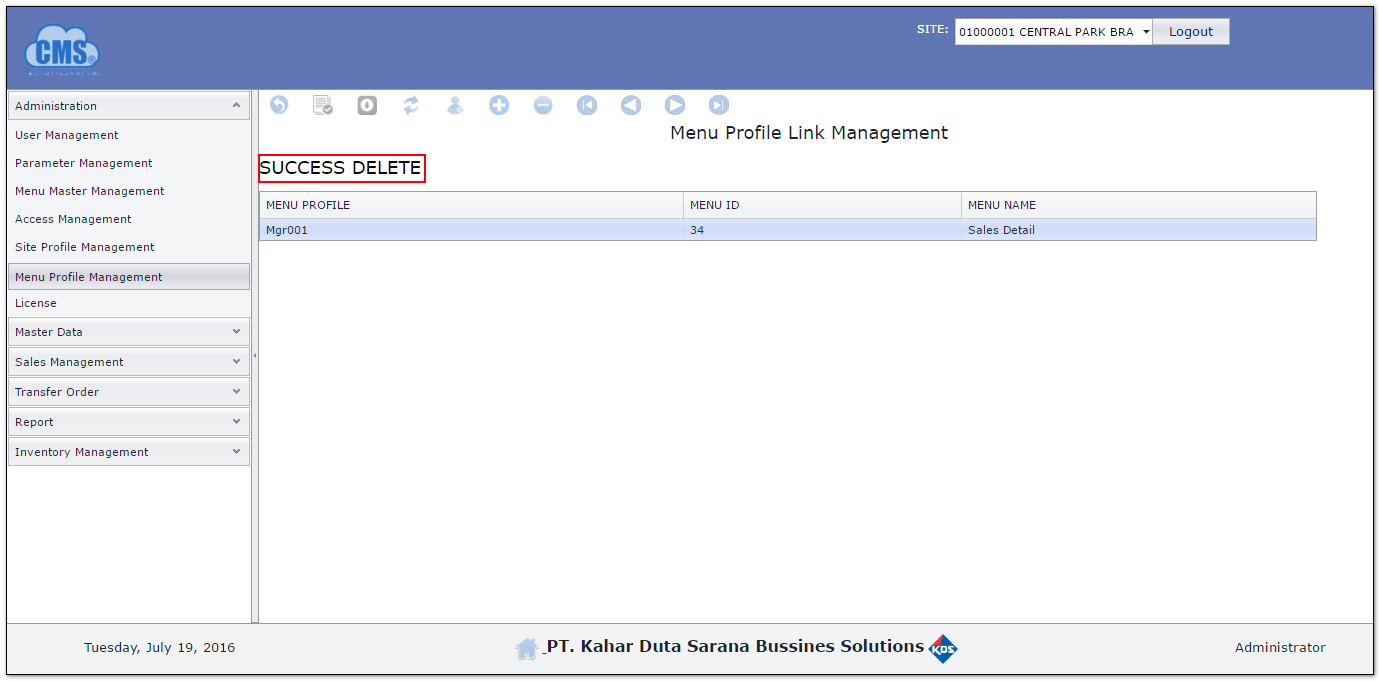 CMS
SITE: 01000001 CENTRAL PARK BRA Logout
Administration
User Management
Parameter Management
Menu Master Management
Access Management
Site Profile Management
Menu Profile Management
License
Master Data
Sales Management
Transfer Order
Report
Inventory Management
Menu Profile Link Management
SUCCESS DELETE
MENU PROFILE MENU ID MENU NAME
Mgr001 34 Sales Detail
Tuesday, July 19, 2016 PT. Kahar Duta Sarana Bussines Solutions KDS Administrator